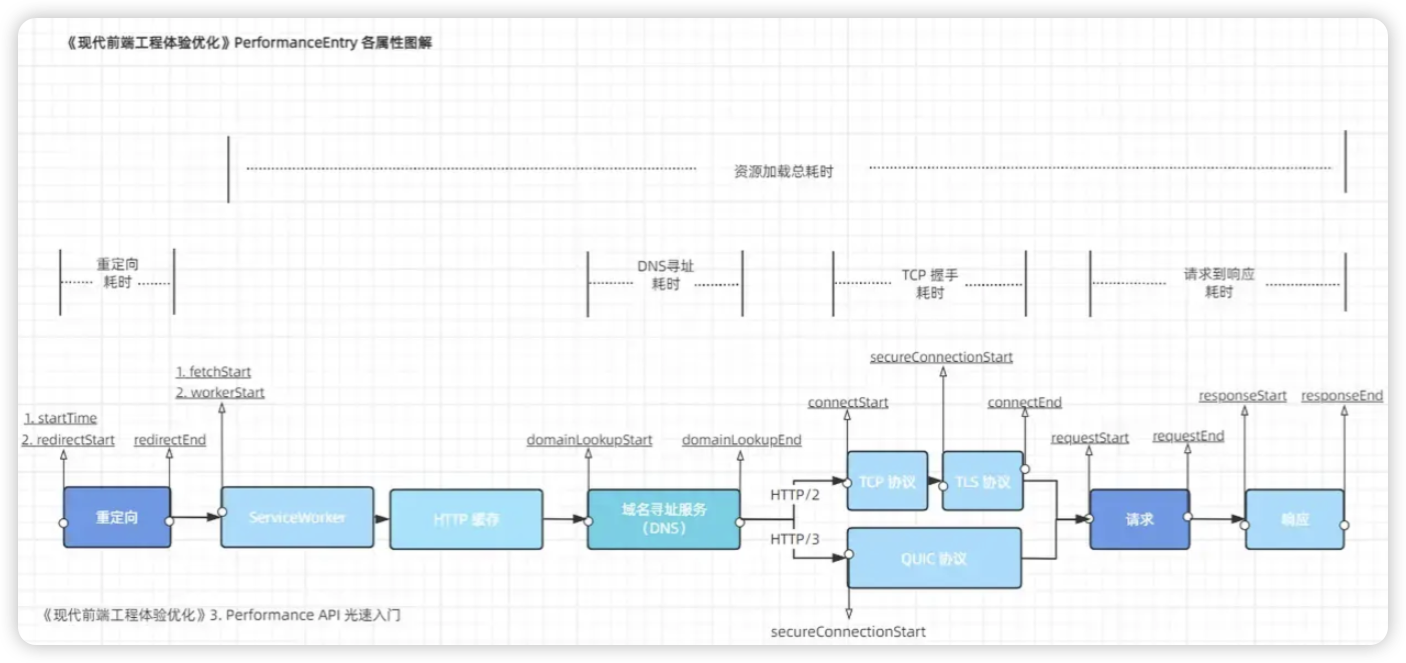 《现代前端工程体验优化》PerformanceEntry 各属性图解
资源加载总耗时
重定向
耗时
DNS寻址
耗时
TCP 握手
耗时
请求到响应
耗时
secureConnectionStart
1. fetchStart
2. workerStart
connectStart
connectEnd
responseStart
responseEnd
1. startTime
2. redirectStart
redirectEnd
domainLookupStart
domainLookupEnd
requestStart
requestEnd
重定向
ServiceWorker
HTTP 缓存
域名寻址服务
（DNS）
HTTP/2
HTTP/3
TCP 协议
TLS 协议
QUIC 协议
请求
响应
secureConnectionStart
《现代前端工程体验优化》3. Performance API 光速入门